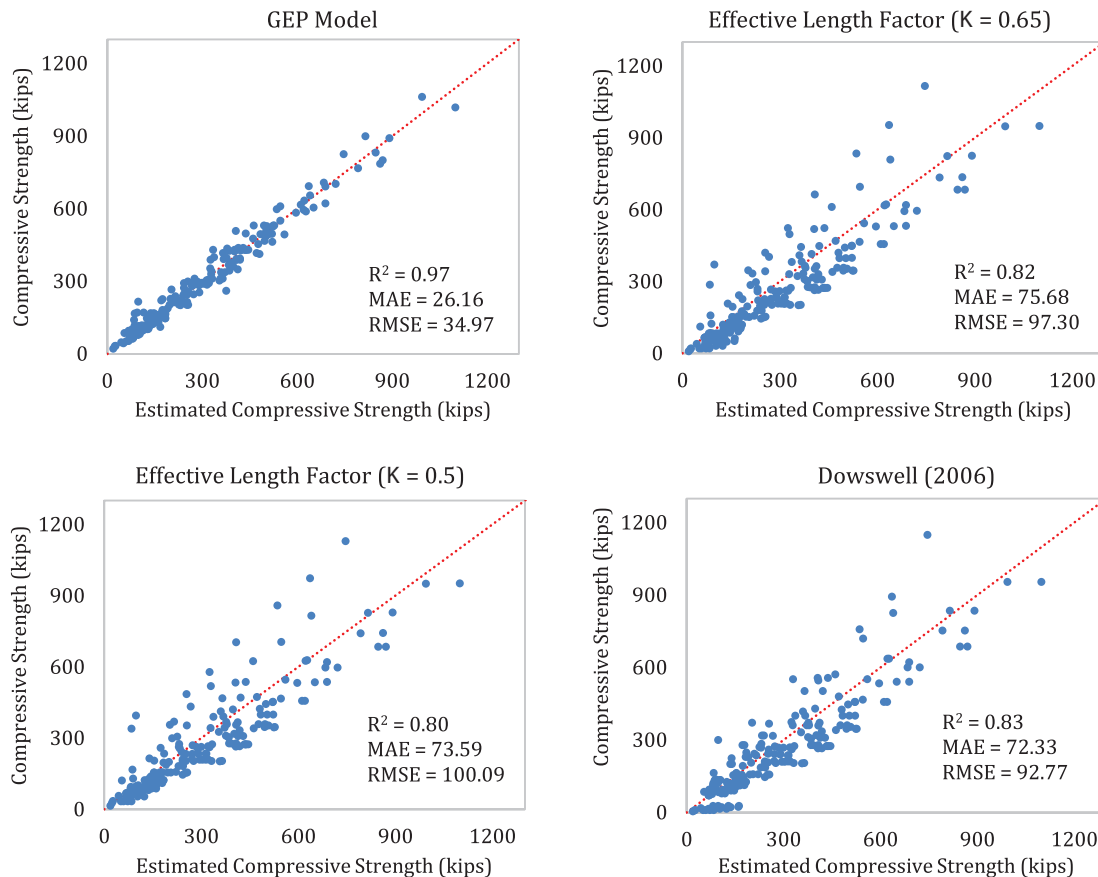 GEP Model
Compressive Strength (kips)
1200
900
600
300
0
R² = 0.97
MAE = 26.16
RMSE = 34.97
0 300 600 900 1200
Estimated Compressive Strength (kips)
Effective Length Factor (K = 0.65)
Compressive Strength (kips)
1200
900
600
300
0
R² = 0.82
MAE = 75.68
RMSE = 97.30
0 300 600 900 1200
Estimated Compressive Strength (kips)
Effective Length Factor (K = 0.5)
Compressive Strength (kips)
1200
900
600
300
0
R² = 0.80
MAE = 73.59
RMSE = 100.09
0 300 600 900 1200
Estimated Compressive Strength (kips)
Dowswell (2006)
Compressive Strength (kips)
1200
900
600
300
0
R² = 0.83
MAE = 72.33
RMSE = 92.77
0 300 600 900 1200
Estimated Compressive Strength (kips)